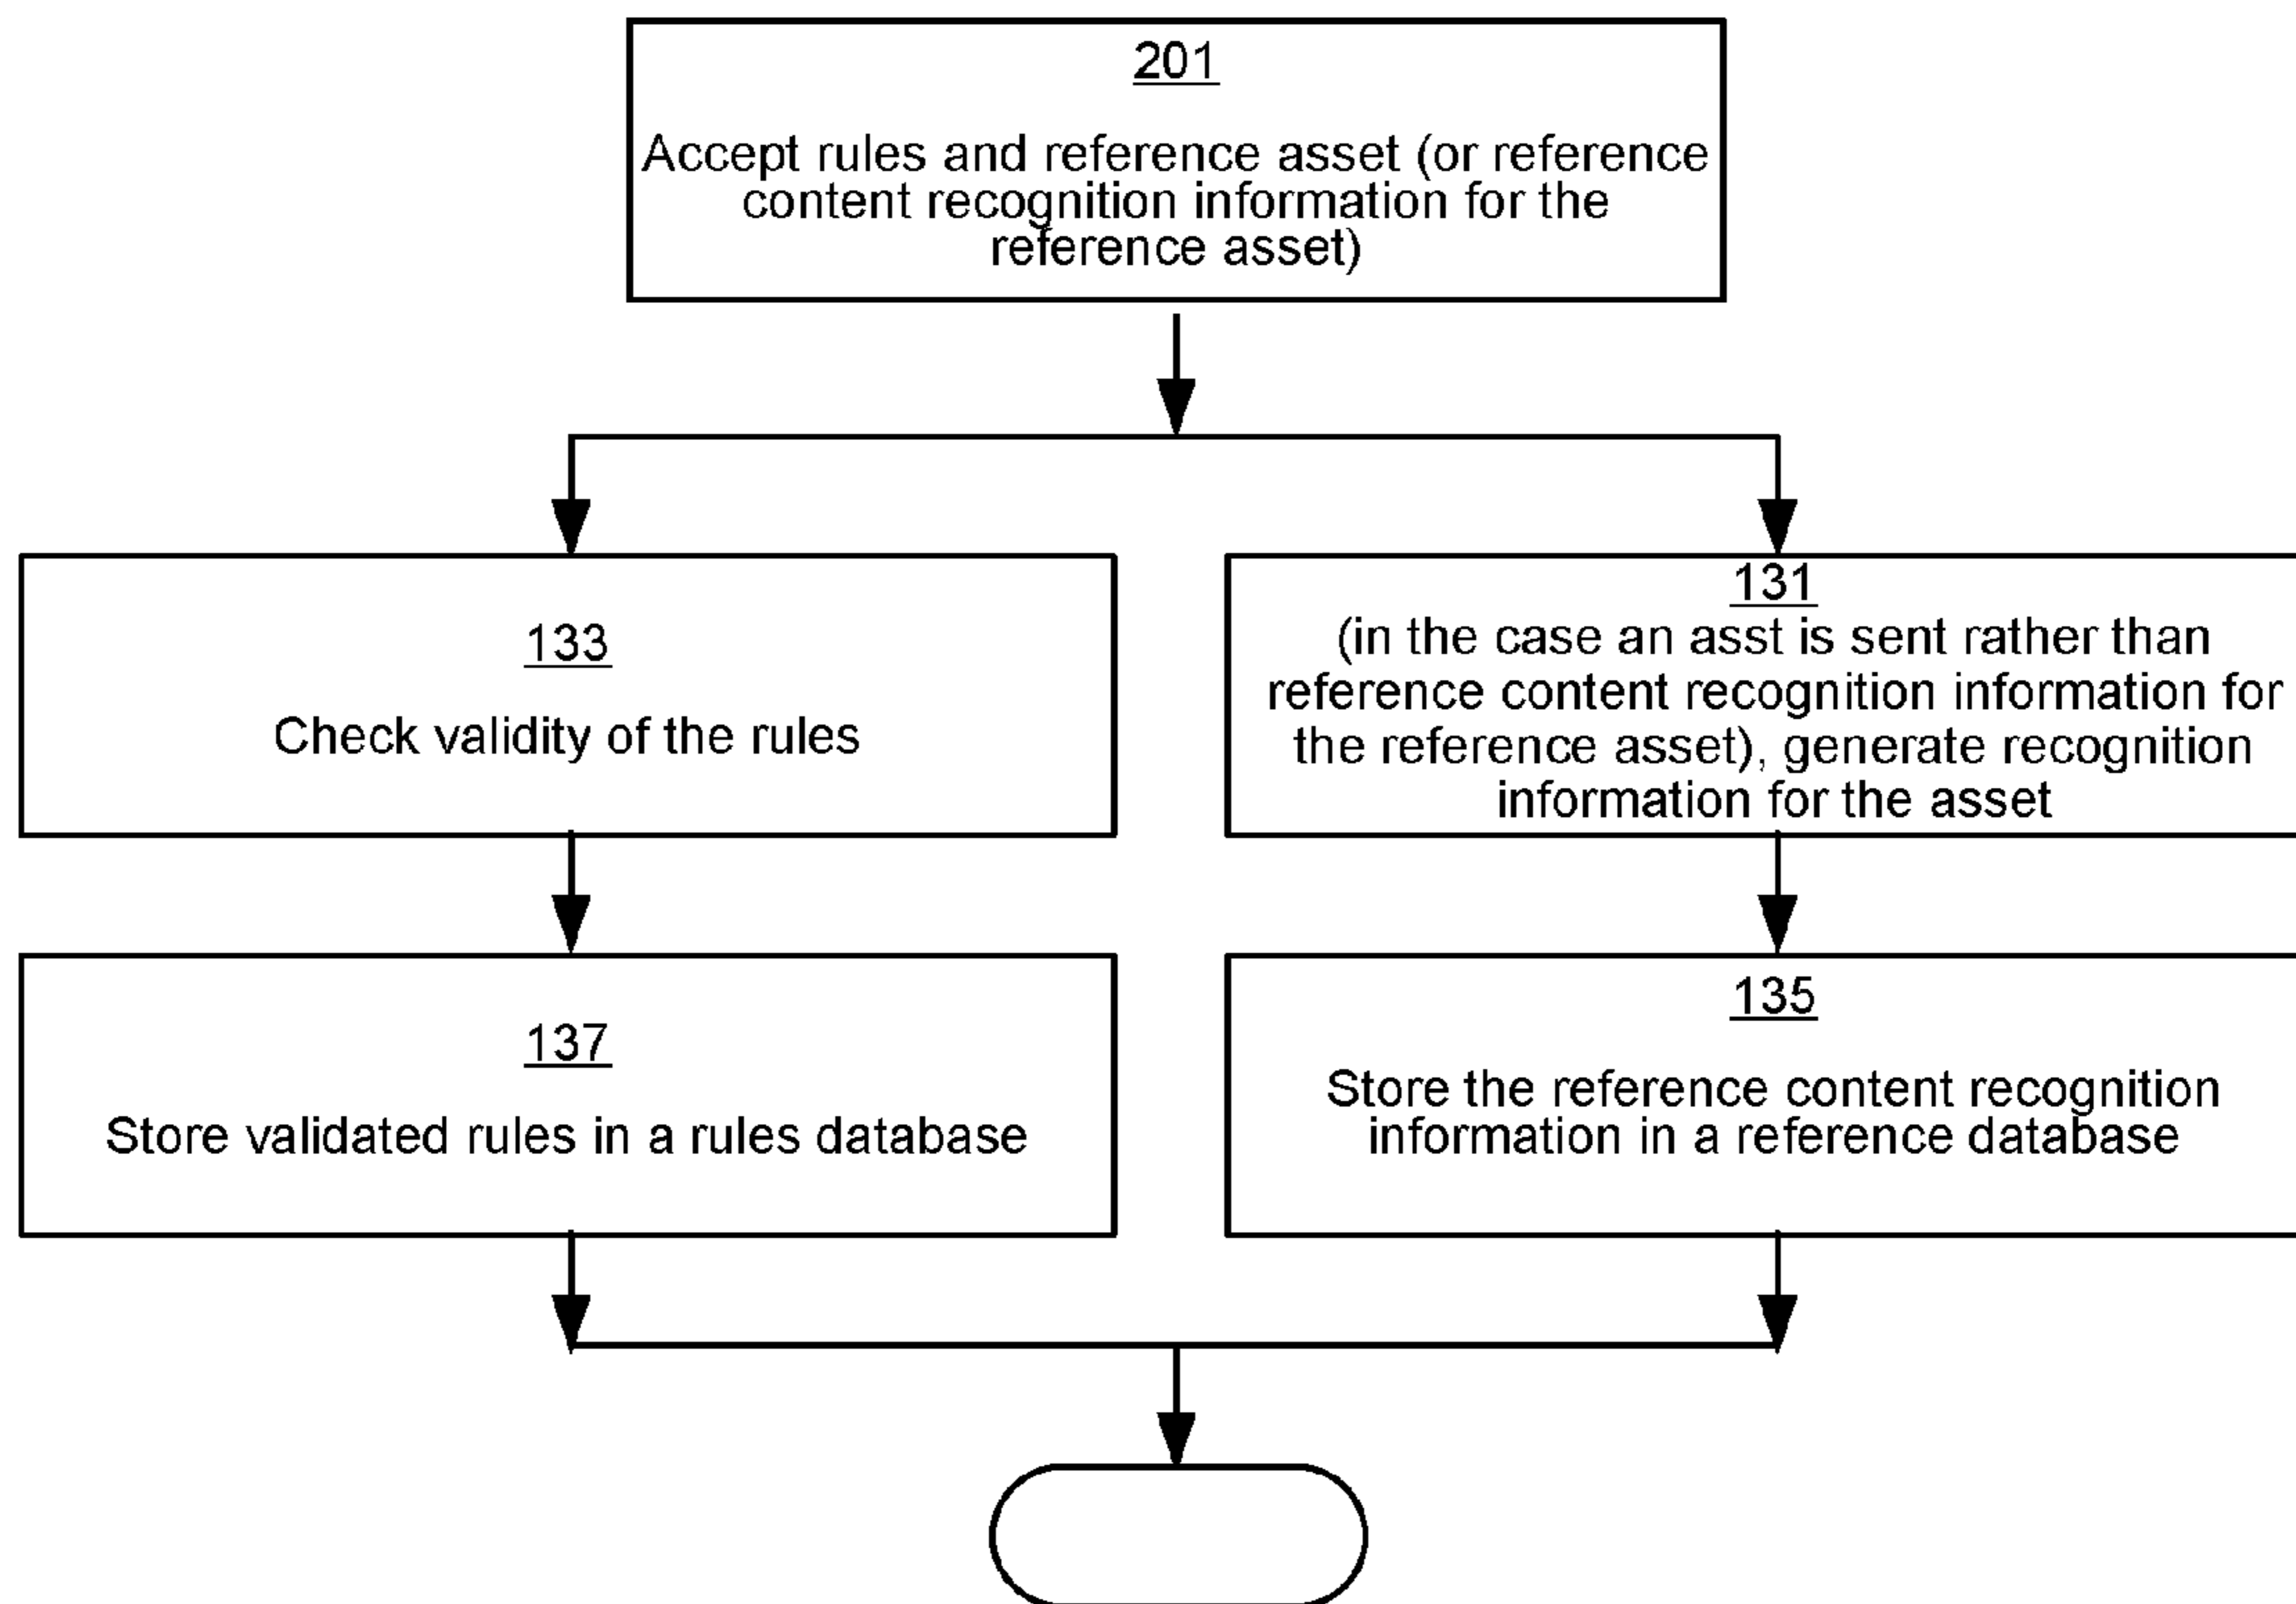 201
Accept rules and reference asset (or reference
content recognition information for the
reference asset)
133
Check validity of the rules
131
(in the case an asst is sent rather than
reference content recognition information for
the reference asset), generate recognition
information for the asset
137
Store validated rules in a rules database
135
Store the reference content recognition
information in a reference database